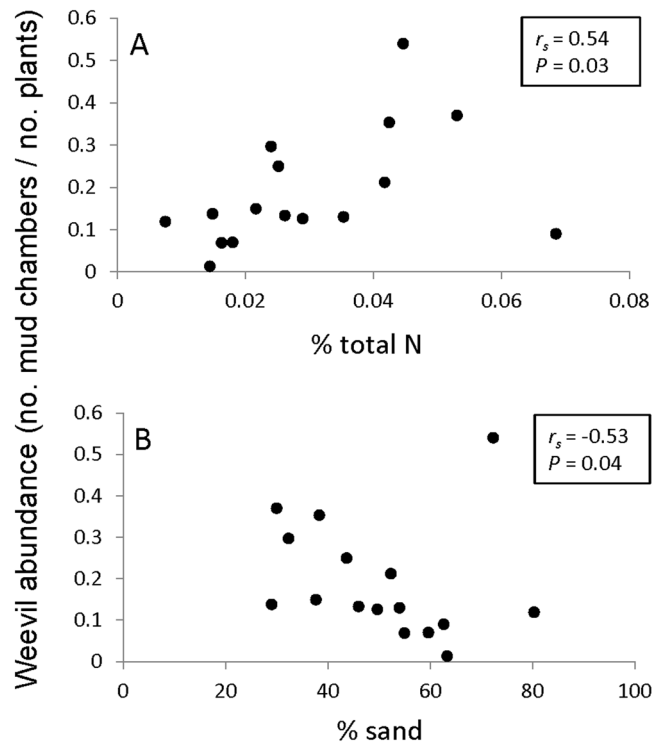 Weevil abundance (no. mud chambers / no. plants)
A
rs = 0.54
P = 0.03
0.6
0.5
0.4
0.3
0.2
0.1
0
0 0.02 0.04 0.06 0.08
% total N
B
rs = -0.53
P = 0.04
0.6
0.5
0.4
0.3
0.2
0.1
0
0 20 40 60 80 100
% sand